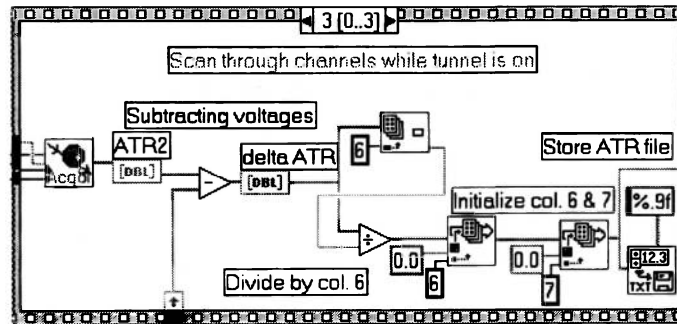 3 [0..3]
Scan through channels while tunnel is on
Subtracting voltages
ATR2
delta ATR
Store ATR file
Acqui
[DBL]
[DBL]
6
Initialize col. 6 & 7
%.9f
0.0
0.0
12.3
Divide by col. 6
6
7
TXT